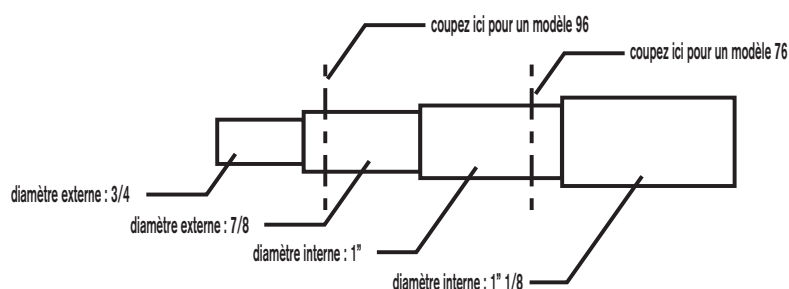 coupez ici pour un modèle 96
coupez ici pour un modèle 76
diamètre externe : 3/4
diamètre externe : 7/8
diamètre interne : 1”
diamètre interne : 1” 1/8